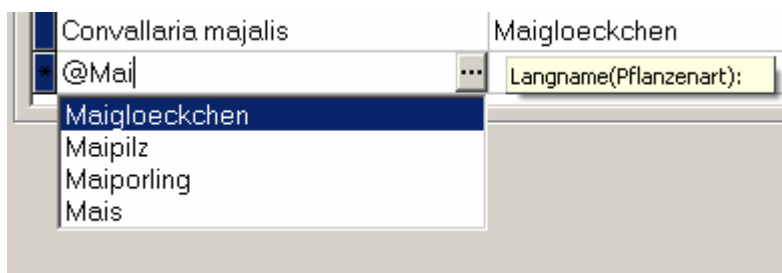 Convallaria majalis Maigloeckchen
* @Mai ... Langname(Pflanzenart):
Maigloeckchen
Maipilz
Maiporling
Mais